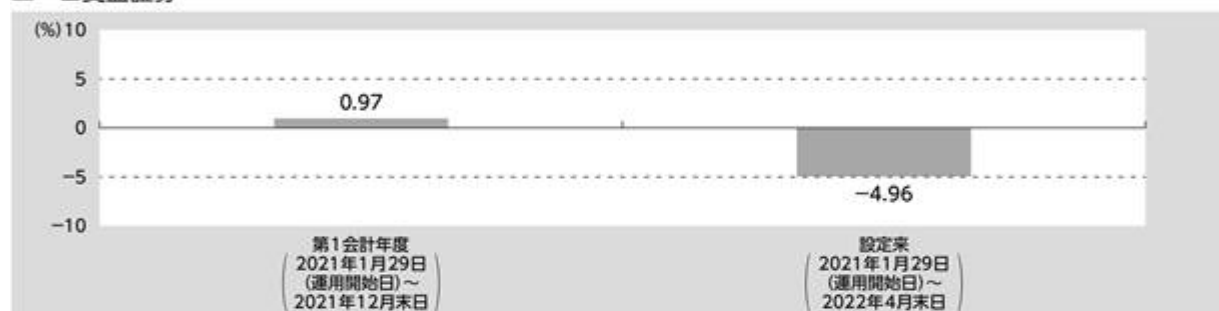 (%)10
5
0.97
0
−5
−4.96
−10
第1会計年度
2021年1月29日
(運用開始日)～
2021年12月末日
設定来
2021年1月29日
(運用開始日)～
2022年4月末日